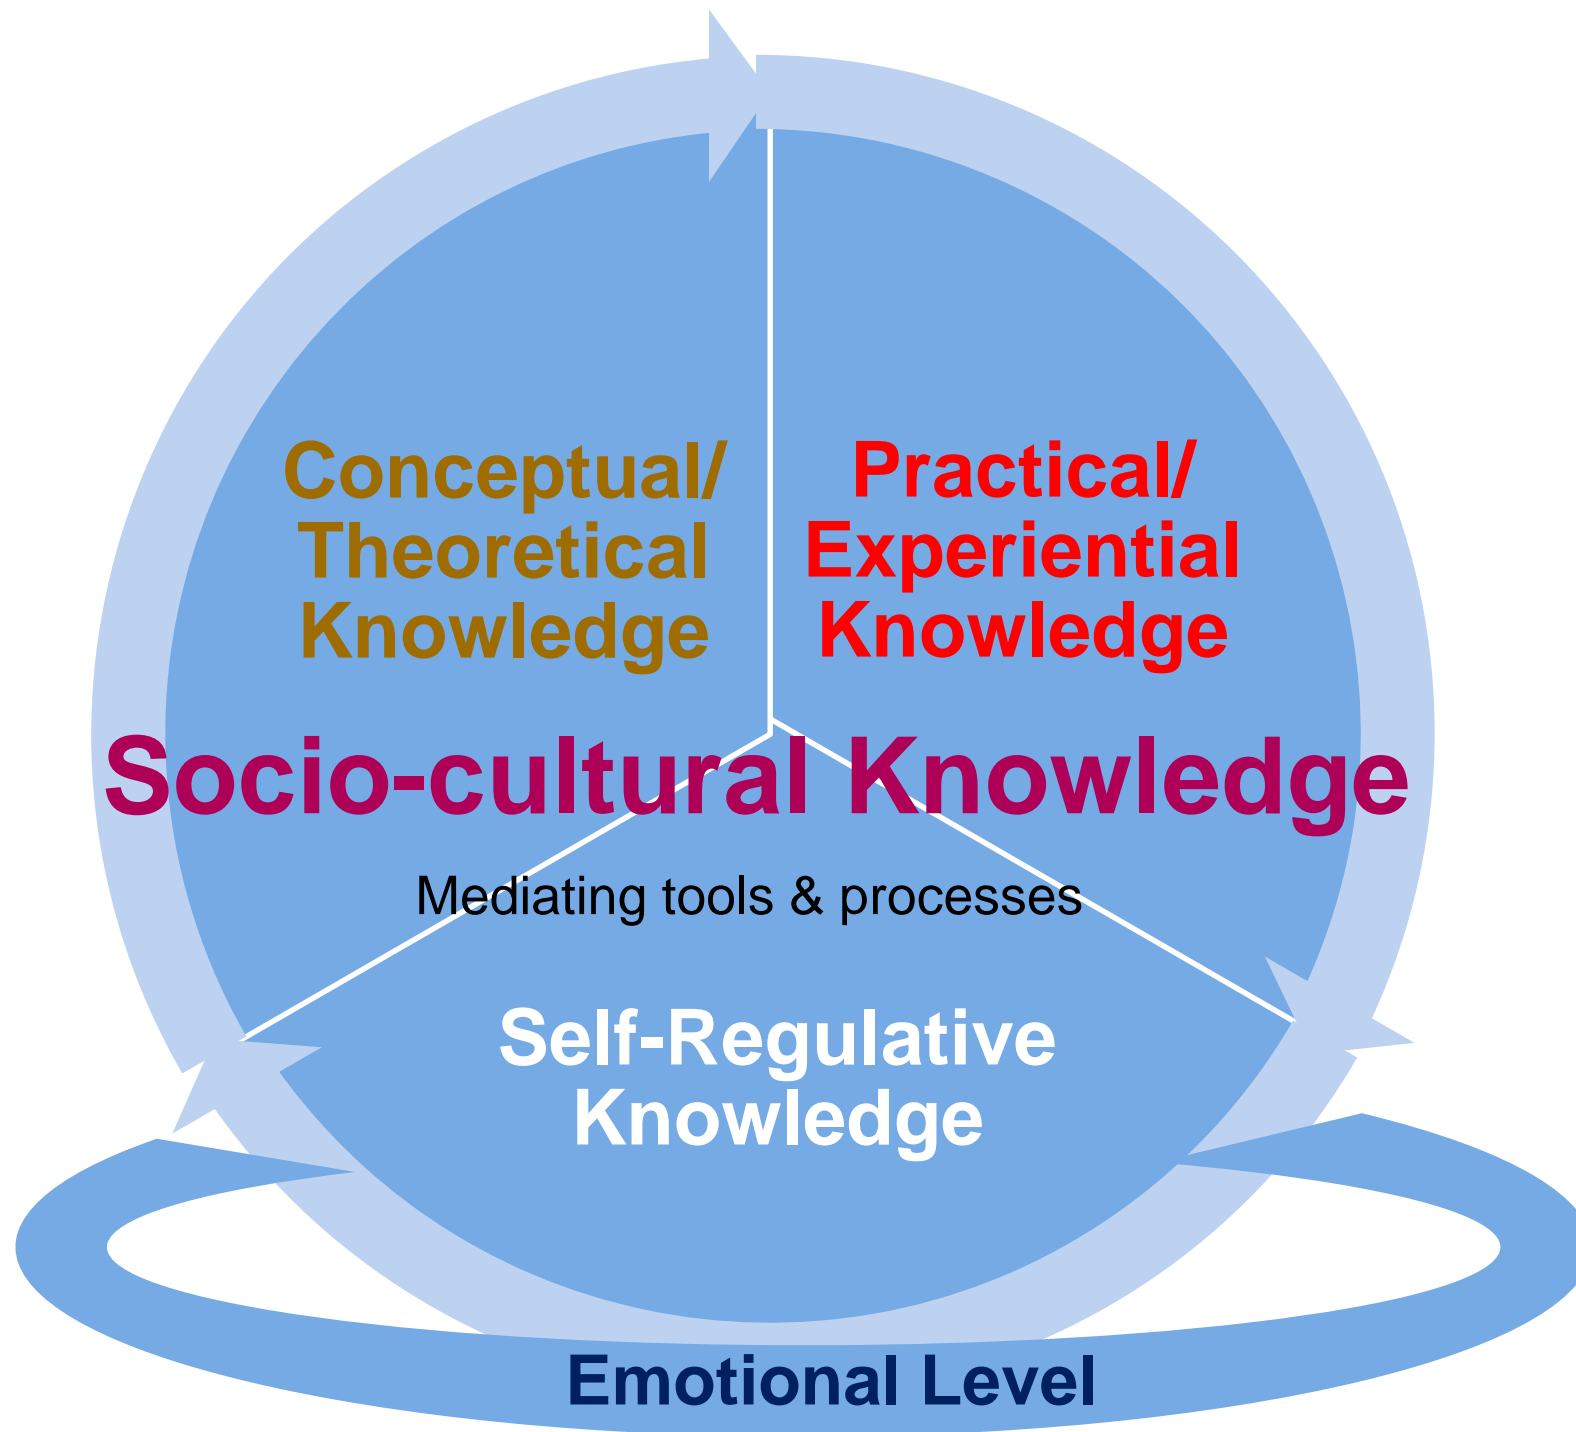 Conceptual/
Theoretical
Knowledge
Practical/
Experiential
Knowledge
Socio-cultural Knowledge
Mediating tools & processes
Self-Regulative
Knowledge
Emotional Level